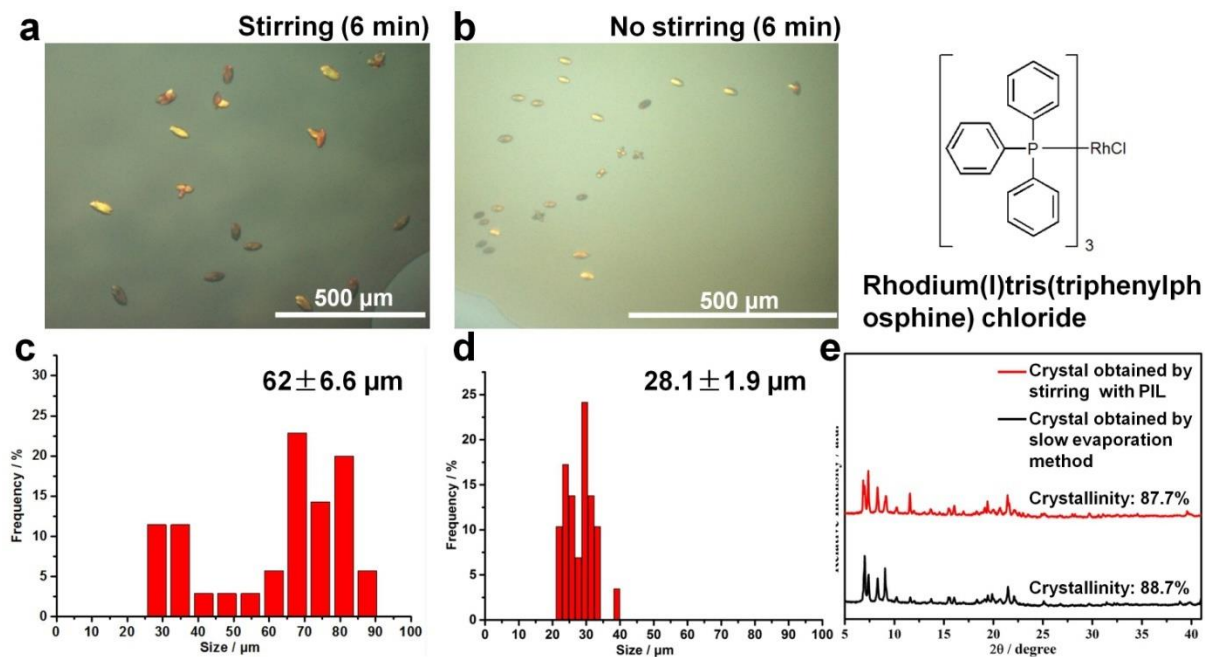 a
Stirring (6 min)
500 µm
b
No stirring (6 min)
500 µm
P
RhCl
3
Rhodium(I)tris(triphenylph
osphine) chloride
c
62±6.6 µm
Frequency / %
30
25
20
15
10
5
0
0 10 20 30 40 50 60 70 80 90 100
Size / µm
d
28.1±1.9 µm
Frequency / %
25
20
15
10
5
0
0 10 20 30 40 50 60 70 80 90 100
Size / µm
e
Crystal obtained by
stirring with PIL
Crystal obtained by
slow evaporation
method
Crystallinity: 87.7%
Crystallinity: 88.7%
5 10 15 20 25 30 35 40
2θ / degree